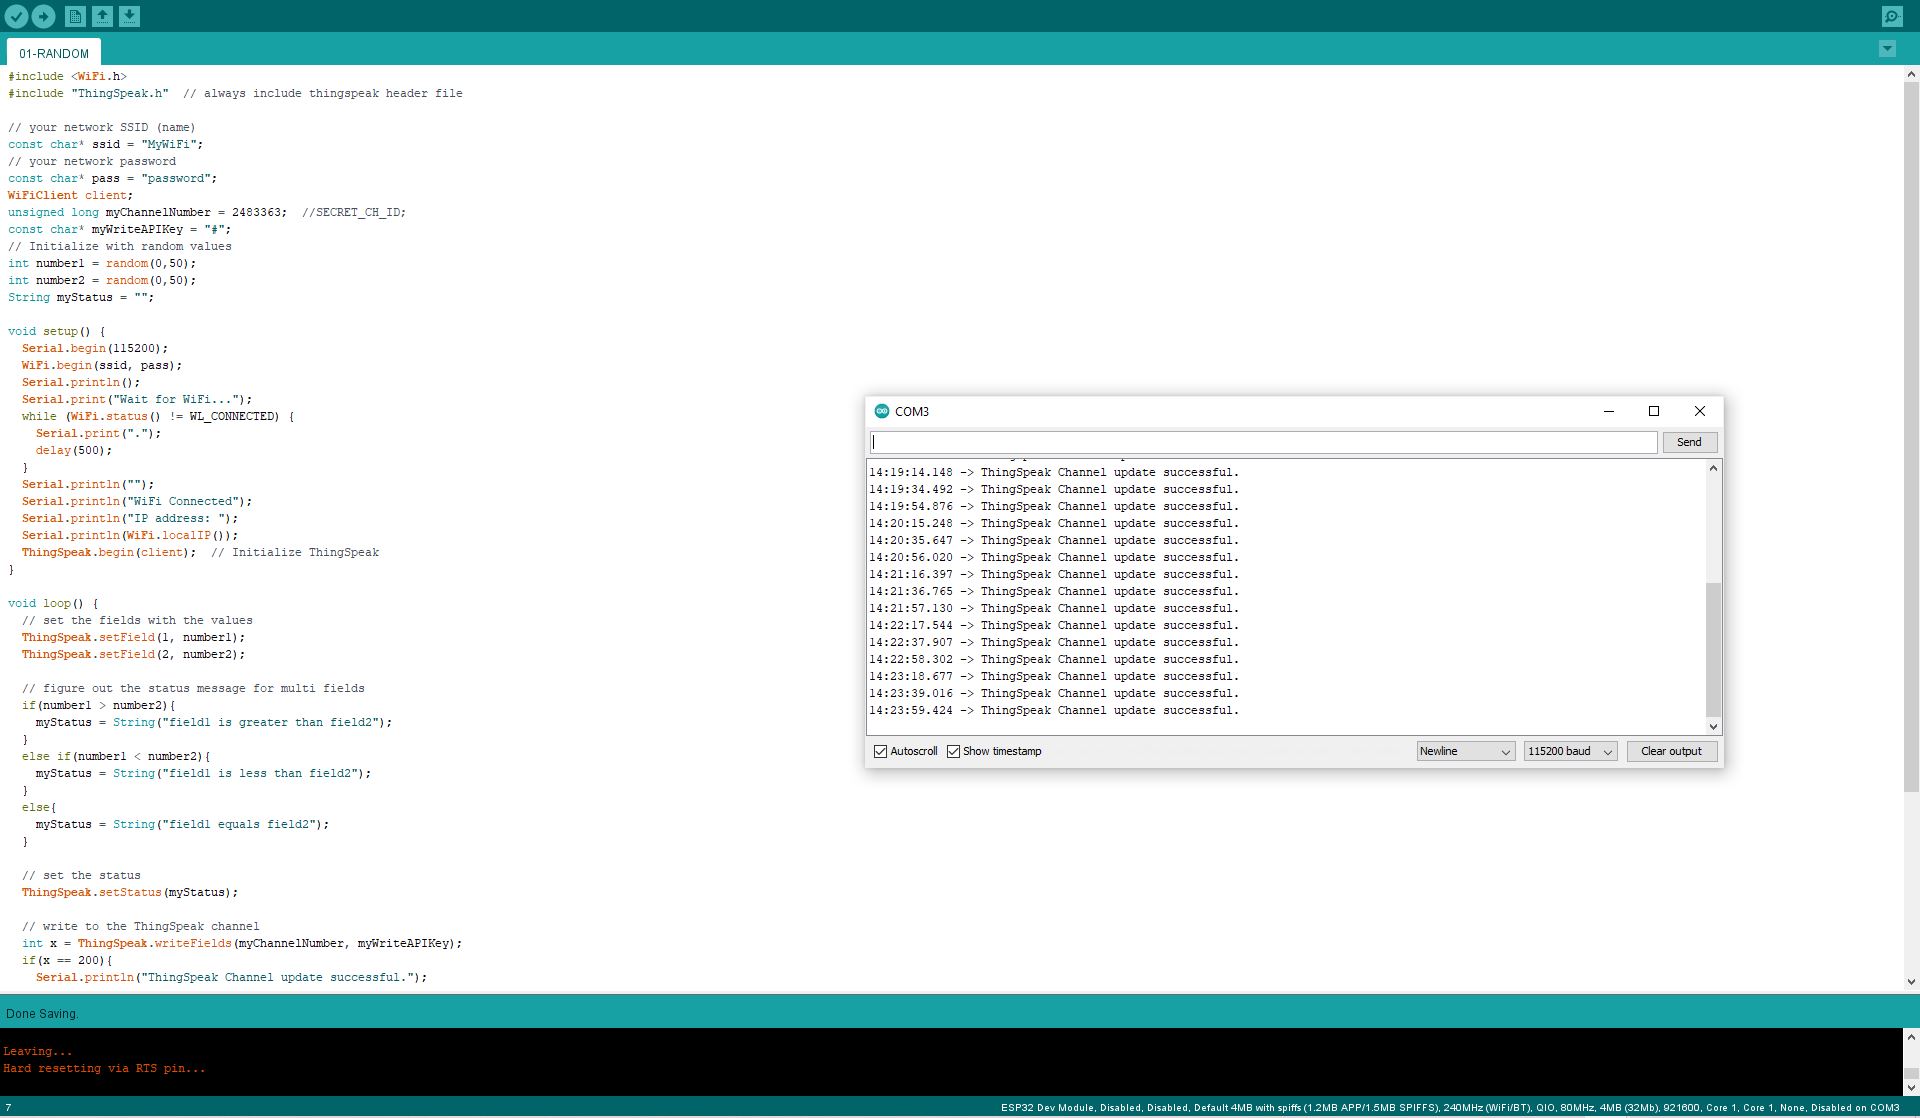 01-RANDOM
#include <WiFi.h>
#include "ThingSpeak.h"  // always include thingspeak header file
// your network SSID (name)
const char* ssid = "MyWiFi";
// your network password
const char* pass = "password";
WiFiClient client;
unsigned long myChannelNumber = 2483363;  //SECRET_CH_ID;
const char* myWriteAPIKey = "#";
// Initialize with random values
int number1 = random(0,50);
int number2 = random(0,50);
String myStatus = "";
void setup() {
  Serial.begin(115200);
  WiFi.begin(ssid, pass);
  Serial.println();
  Serial.print("Wait for WiFi...");
  while (WiFi.status() != WL_CONNECTED) {
    Serial.print(".");
    delay(500);
  }
  Serial.println("");
  Serial.println("WiFi Connected");
  Serial.println("IP address: ");
  Serial.println(WiFi.localIP());
  ThingSpeak.begin(client);  // Initialize ThingSpeak
}
void loop() {
  // set the fields with the values
  ThingSpeak.setField(1, number1);
  ThingSpeak.setField(2, number2);
  // figure out the status message for multi fields
  if(number1 > number2){
    myStatus = String("field1 is greater than field2");
  }
  else if(number1 < number2){
    myStatus = String("field1 is less than field2");
  }
  else{
    myStatus = String("field1 equals field2");
  }
  // set the status
  ThingSpeak.setStatus(myStatus);
  // write to the ThingSpeak channel
  int x = ThingSpeak.writeFields(myChannelNumber, myWriteAPIKey);
  if(x == 200){
    Serial.println("ThingSpeak Channel update successful.");
COM3
Send
14:19:14.148 -> ThingSpeak Channel update successful.
14:19:34.492 -> ThingSpeak Channel update successful.
14:19:54.876 -> ThingSpeak Channel update successful.
14:20:15.248 -> ThingSpeak Channel update successful.
14:20:35.647 -> ThingSpeak Channel update successful.
14:20:56.020 -> ThingSpeak Channel update successful.
14:21:16.397 -> ThingSpeak Channel update successful.
14:21:36.765 -> ThingSpeak Channel update successful.
14:21:57.130 -> ThingSpeak Channel update successful.
14:22:17.544 -> ThingSpeak Channel update successful.
14:22:37.907 -> ThingSpeak Channel update successful.
14:22:58.302 -> ThingSpeak Channel update successful.
14:23:18.677 -> ThingSpeak Channel update successful.
14:23:39.016 -> ThingSpeak Channel update successful.
14:23:59.424 -> ThingSpeak Channel update successful.
Autoscroll Show timestamp Newline 115200 baud Clear output
Done Saving.
Leaving...
Hard resetting via RTS pin...
7 ESP32 Dev Module, Disabled, Disabled, Default 4MB with spiffs (1.2MB APP/1.5MB SPIFFS), 240MHz (WiFi/BT), QIO, 80MHz, 4MB (32Mb), 921600, Core 1, Core 1, None, Disabled on COM3